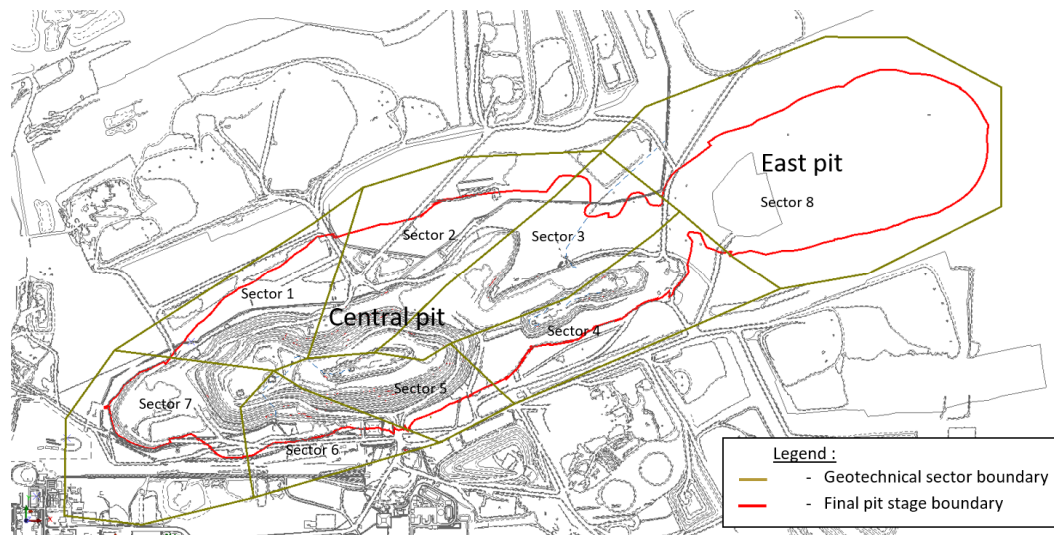 East pit
Sector 8
Sector 2
Sector 3
Sector 1
Central pit
Sector 4
Sector 5
Sector 7
Sector 6
Legend :
- Geotechnical sector boundary
- Final pit stage boundary